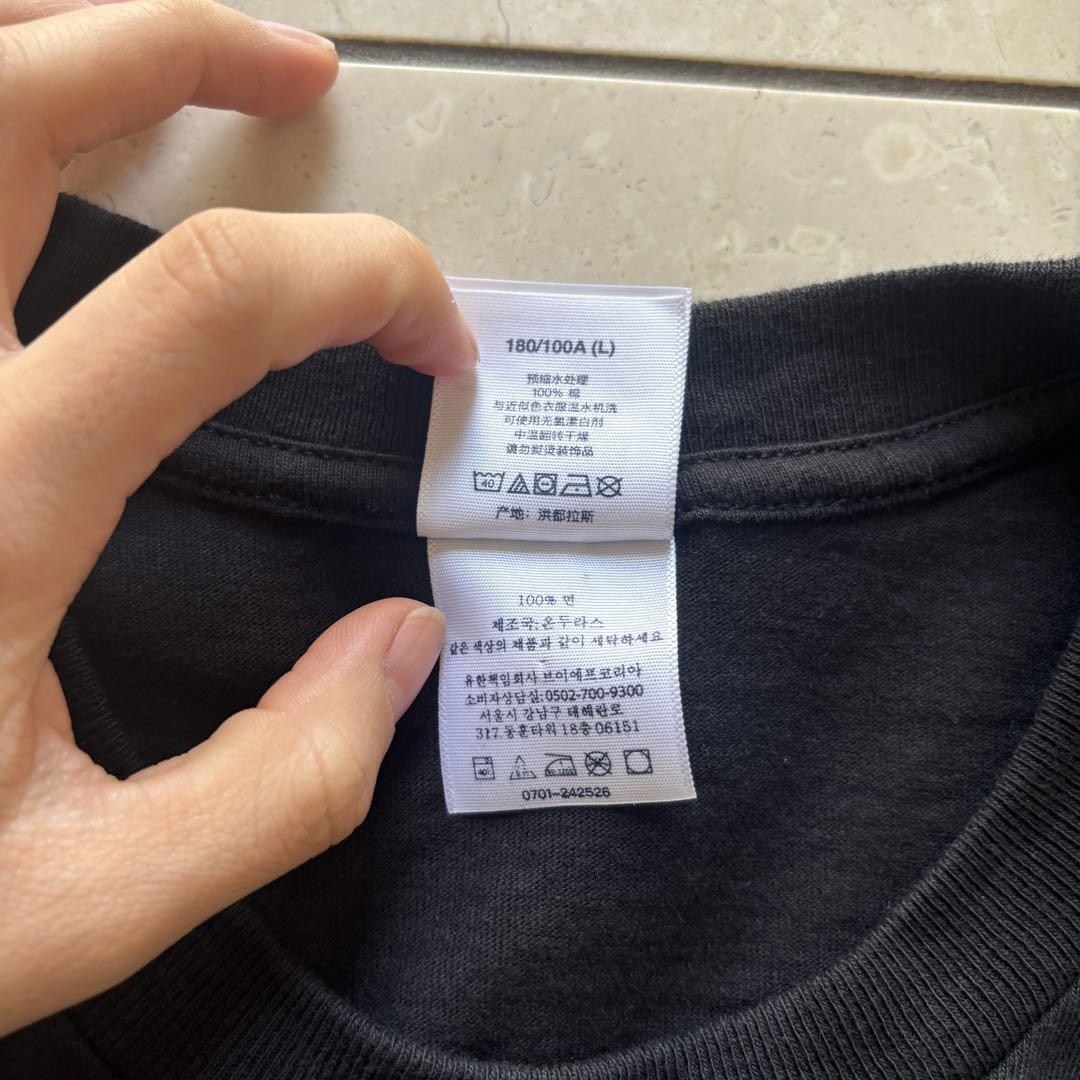 180/100A (L)
预缩水处理
100% 棉
与近似色衣服温水机洗
可使用无氯漂白剂
中温翻转干燥
请勿熨烫装饰品
40
产地：洪都拉斯
100% 면
제조국:온두라스
같은 색상의 제품과 같이 세탁하세요
유한책임회사 브이에프코리아
소비자상담실:0502-700-9300
서울시 강남구 테헤란로
317 동훈타워 18층 06151
40
0701-242526